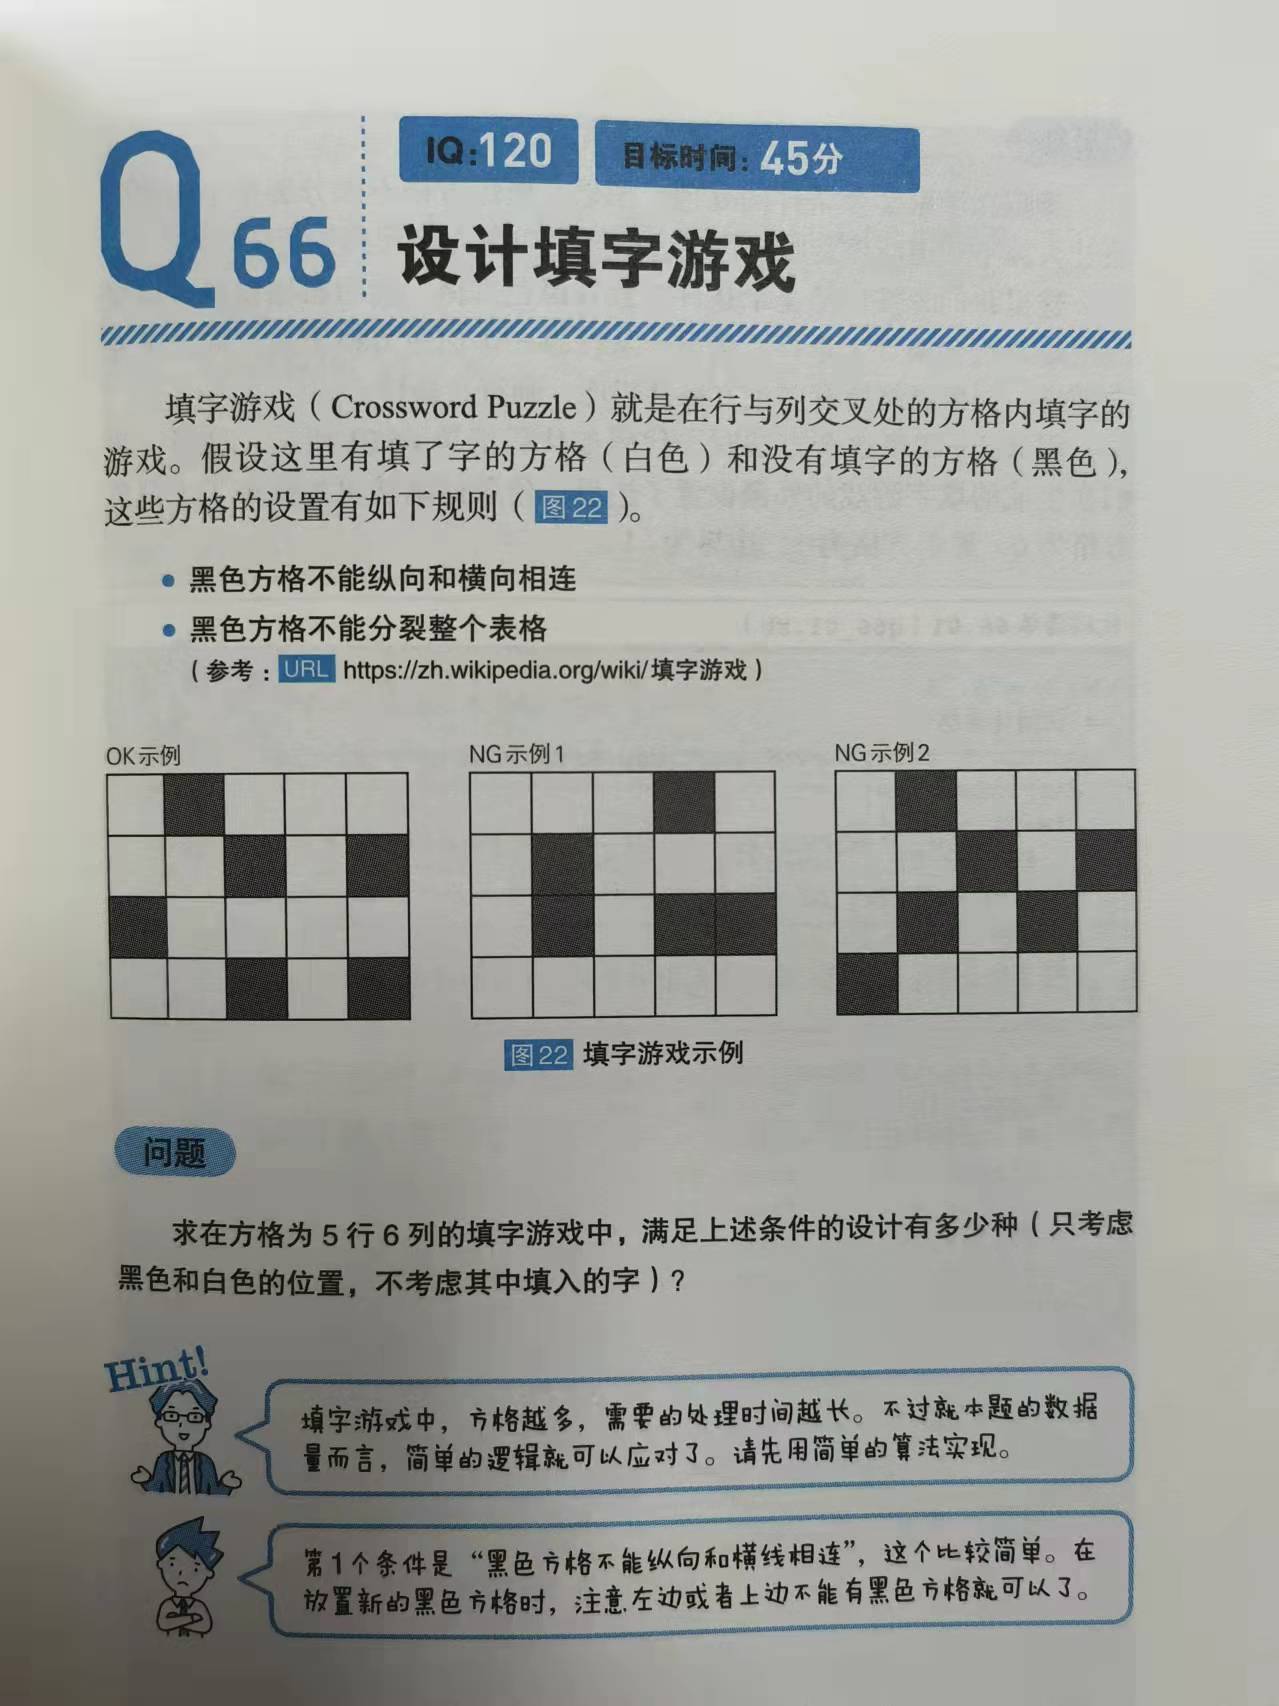 Q66
IQ:120
目标时间：45分
设计填字游戏
填字游戏（Crossword Puzzle）就是在行与列交叉处的方格内填字的
游戏。假设这里有填了字的方格（白色）和没有填字的方格（黑色），
这些方格的设置有如下规则（图22）。
• 黑色方格不能纵向和横向相连
• 黑色方格不能分裂整个表格
（参考：URL https://zh.wikipedia.org/wiki/填字游戏）
OK示例
NG示例1
NG示例2
图22 填字游戏示例
问题
求在方格为5行6列的填字游戏中，满足上述条件的设计有多少种（只考虑
黑色和白色的位置，不考虑其中填入的字）？
Hint!
填字游戏中，方格越多，需要的处理时间越长。不过就本题的数据
量而言，简单的逻辑就可以应对了。请先用简单的算法实现。
第1个条件是“黑色方格不能纵向和横线相连”，这个比较简单。在
放置新的黑色方格时，注意左边或者上边不能有黑色方格就可以了。